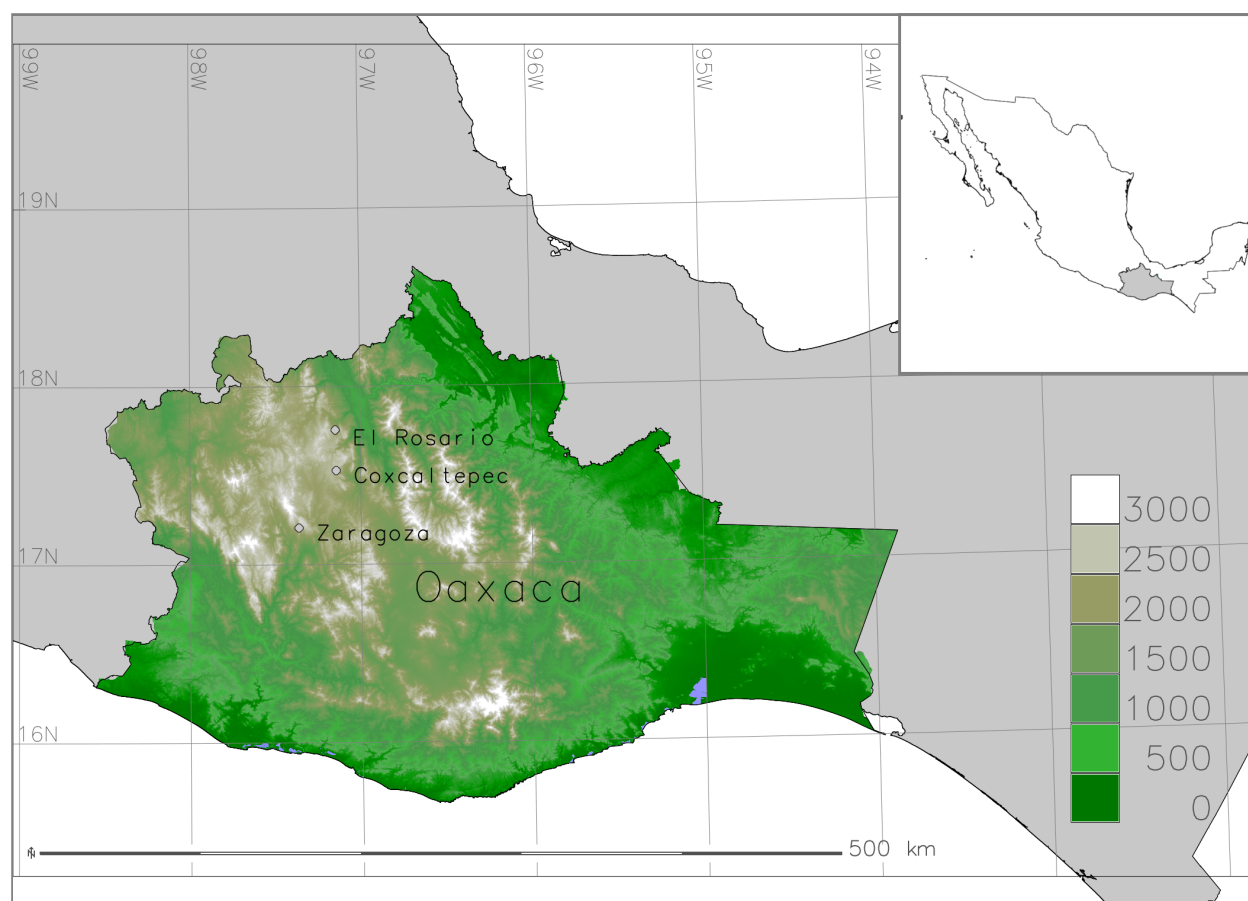 99W
98W
97W
96W
95W
94W
19N
18N
17N
16N
El Rosario
Coxcaltepec
Zaragoza
Oaxaca
3000
2500
2000
1500
1000
500
0
N
500 km